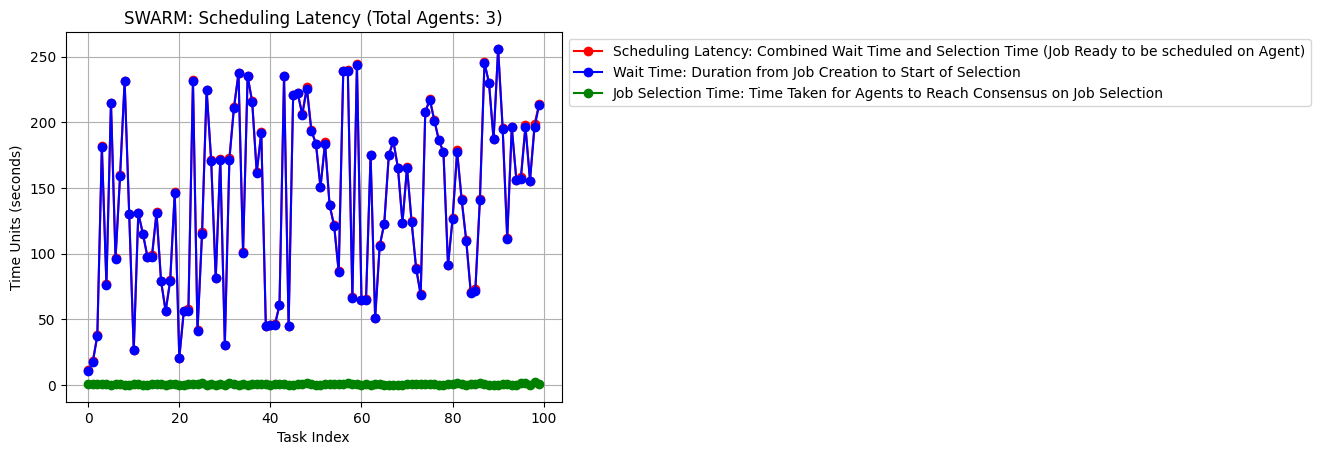 SWARM: Scheduling Latency (Total Agents: 3)
Scheduling Latency: Combined Wait Time and Selection Time (Job Ready to be scheduled on Agent)
Wait Time: Duration from Job Creation to Start of Selection
Job Selection Time: Time Taken for Agents to Reach Consensus on Job Selection
Time Units (seconds)
250
200
150
100
50
0
0 20 40 60 80 100
Task Index